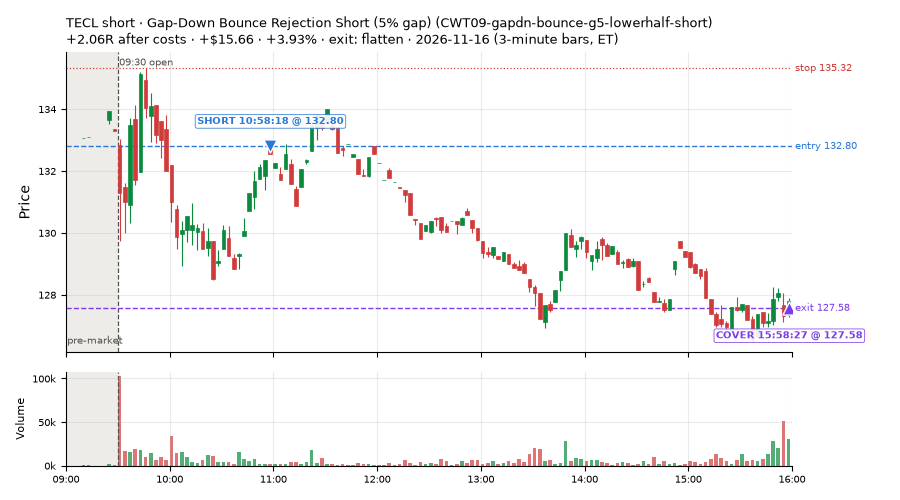 TECL short · Gap-Down Bounce Rejection Short (5% gap) (CWT09-gapdn-bounce-g5-lowerhalf-short)
+2.06R after costs · +$15.66 · +3.93% · exit: flatten · 2026-11-16 (3-minute bars, ET)
09:30 open
stop 135.32
134
SHORT 10:58:18 @ 132.80
entry 132.80
132
Price
130
128
exit 127.58
COVER 15:58:27 @ 127.58
pre-market
100k
Volume
50k
0k
09:00 10:00 11:00 12:00 13:00 14:00 15:00 16:00